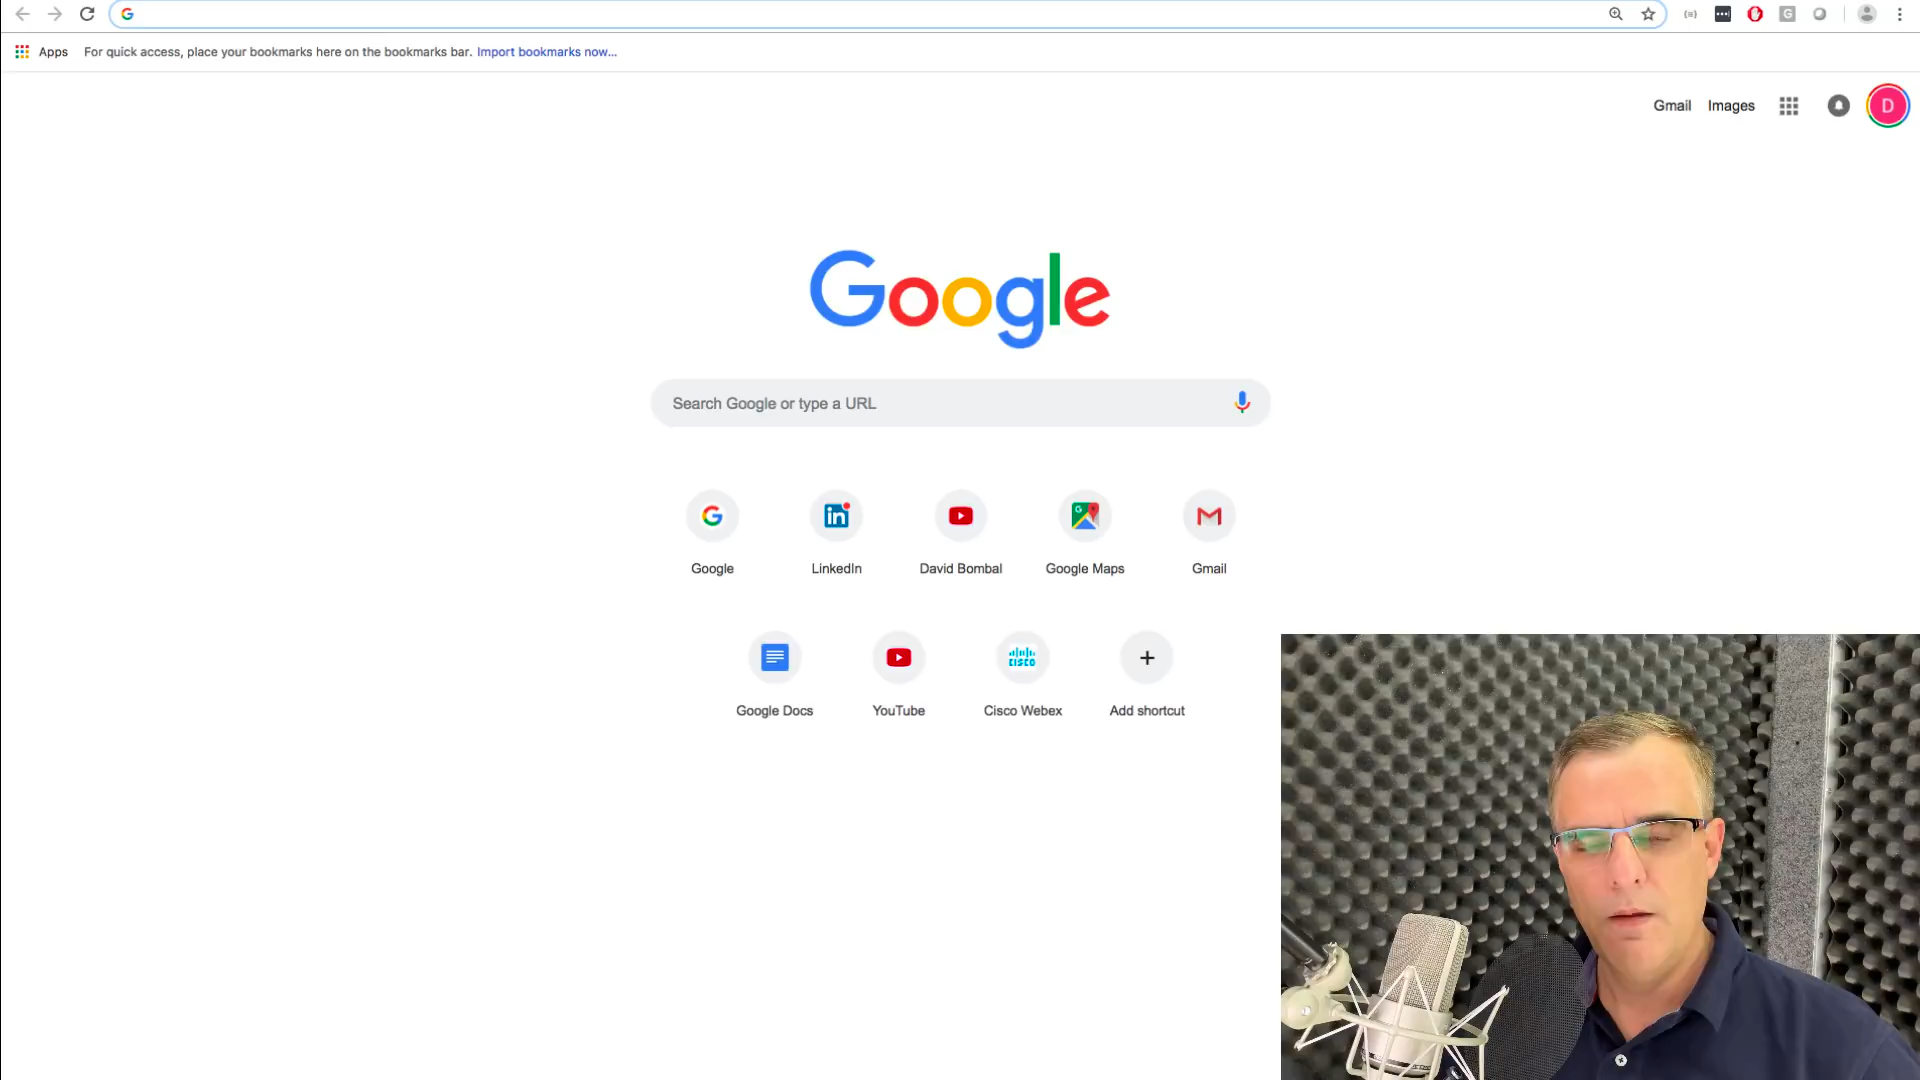 Apps For quick access, place your bookmarks here on the bookmarks bar. Import bookmarks now...
Gmail Images
D
Google
Search Google or type a URL
Google LinkedIn David Bombal Google Maps Gmail
Google Docs YouTube Cisco Webex Add shortcut